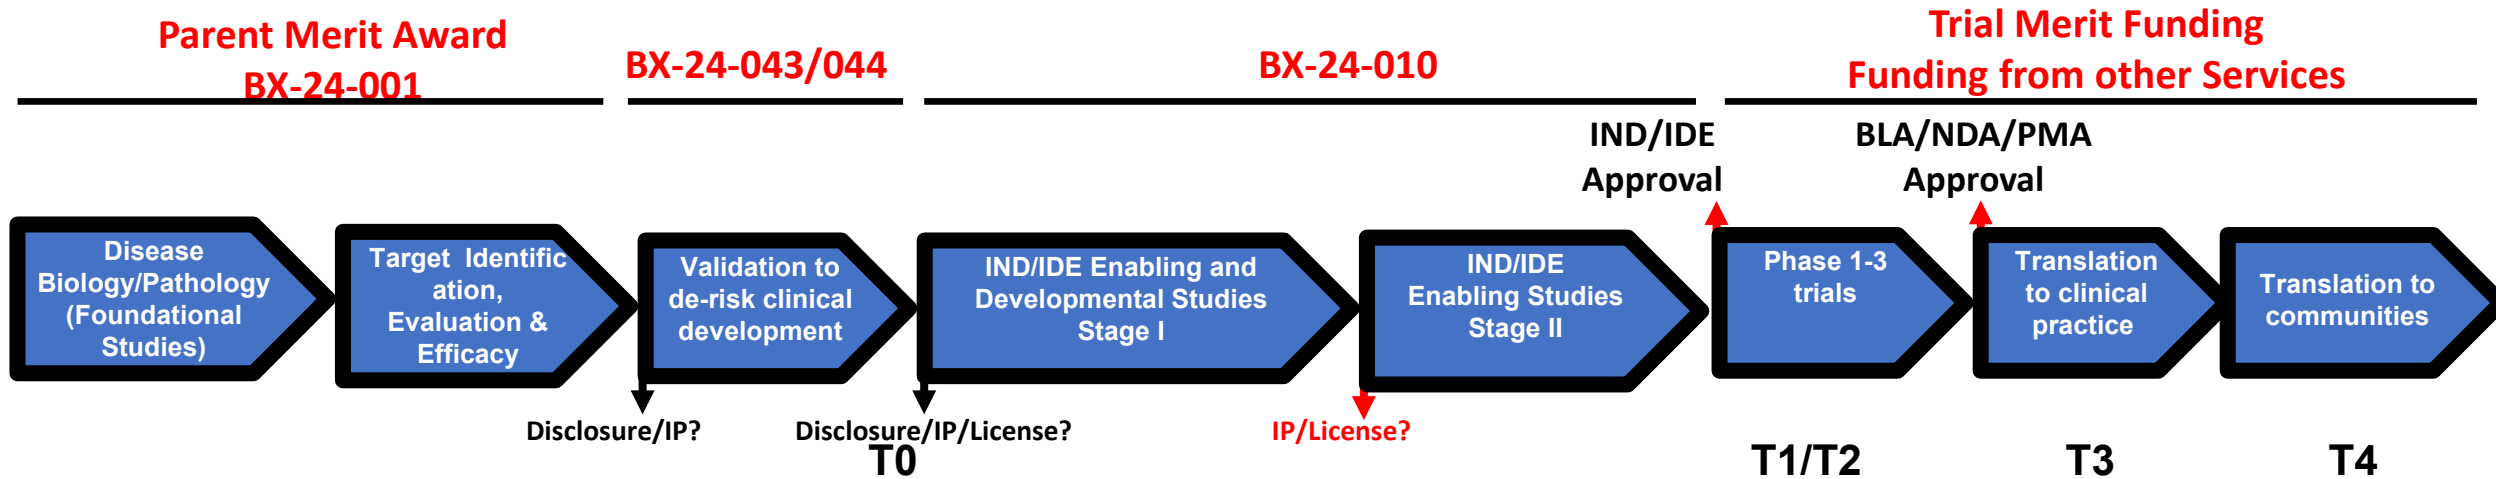 Parent Merit Award
BX-24-001
BX-24-043/044
BX-24-010
Trial Merit Funding
Funding from other Services
IND/IDE
Approval
BLA/NDA/PMA
Approval
Disease
Biology/Pathology
(Foundational
Studies)
Target Identific
ation,
Evaluation &
Efficacy
Validation to
de-risk clinical
development
IND/IDE Enabling and
Developmental Studies
Stage I
IND/IDE
Enabling Studies
Stage II
Phase 1-3
trials
Translation
to clinical
practice
Translation to
communities
Disclosure/IP?
Disclosure/IP/License?
IP/License?
T0
T1/T2
T3
T4